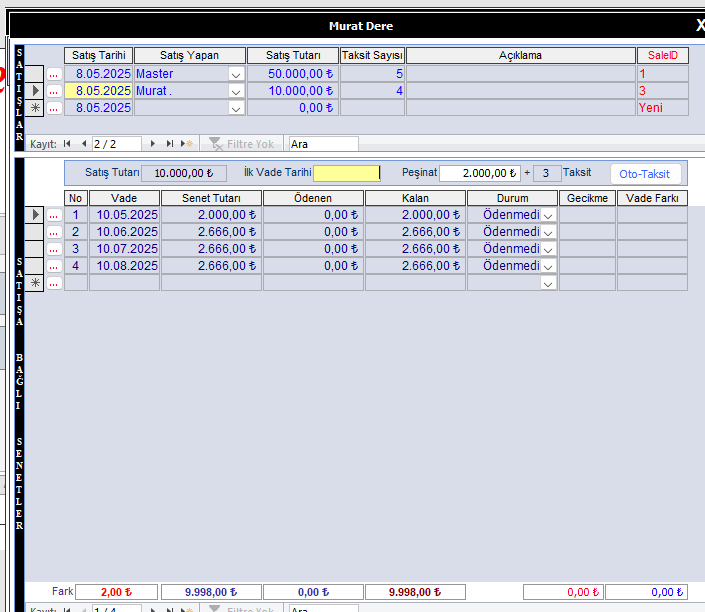 Murat Dere
X
SATIŞLAR
Satış Tarihi Satış Yapan Satış Tutarı Taksit Sayısı Açıklama SaleID
... 8.05.2025 Master 50.000,00 ₺ 5 1
... 8.05.2025 Murat . 10.000,00 ₺ 4 3
... 8.05.2025 0,00 ₺ Yeni
Kayıt: 2 / 2 Filtre Yok Ara
SATIŞA BAĞLI SENETLER
Satış Tutarı 10.000,00 ₺ İlk Vade Tarihi Peşinat 2.000,00 ₺ + 3 Taksit Oto-Taksit
No Vade Senet Tutarı Ödenen Kalan Durum Gecikme Vade Farkı
... 1 10.05.2025 2.000,00 ₺ 0,00 ₺ 2.000,00 ₺ Ödenmedi
... 2 10.06.2025 2.666,00 ₺ 0,00 ₺ 2.666,00 ₺ Ödenmedi
... 3 10.07.2025 2.666,00 ₺ 0,00 ₺ 2.666,00 ₺ Ödenmedi
... 4 10.08.2025 2.666,00 ₺ 0,00 ₺ 2.666,00 ₺ Ödenmedi
...
Fark 2,00 ₺ 9.998,00 ₺ 0,00 ₺ 9.998,00 ₺ 0,00 ₺ 0,00 ₺
Kayıt: 1 / 4 Filtre Yok Ara